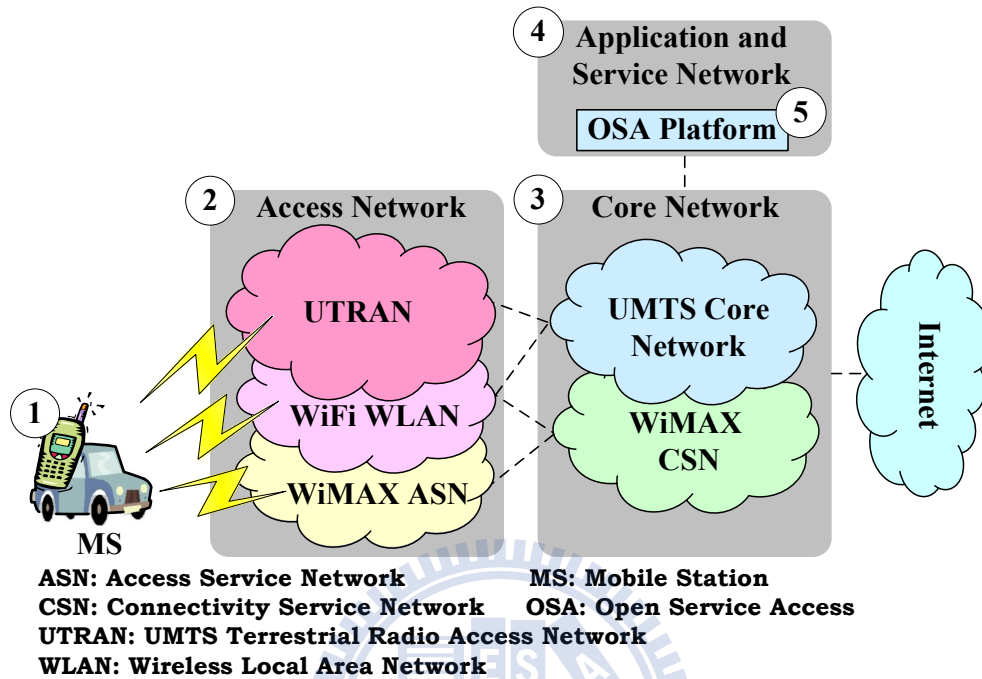 4
Application and
Service Network
OSA Platform
5
2
Access Network
3
Core Network
UTRAN
UMTS Core
Network
WiFi WLAN
WiMAX
CSN
WiMAX ASN
Internet
1
MS
ASN: Access Service Network
MS: Mobile Station
CSN: Connectivity Service Network
OSA: Open Service Access
UTRAN: UMTS Terrestrial Radio Access Network
WLAN: Wireless Local Area Network